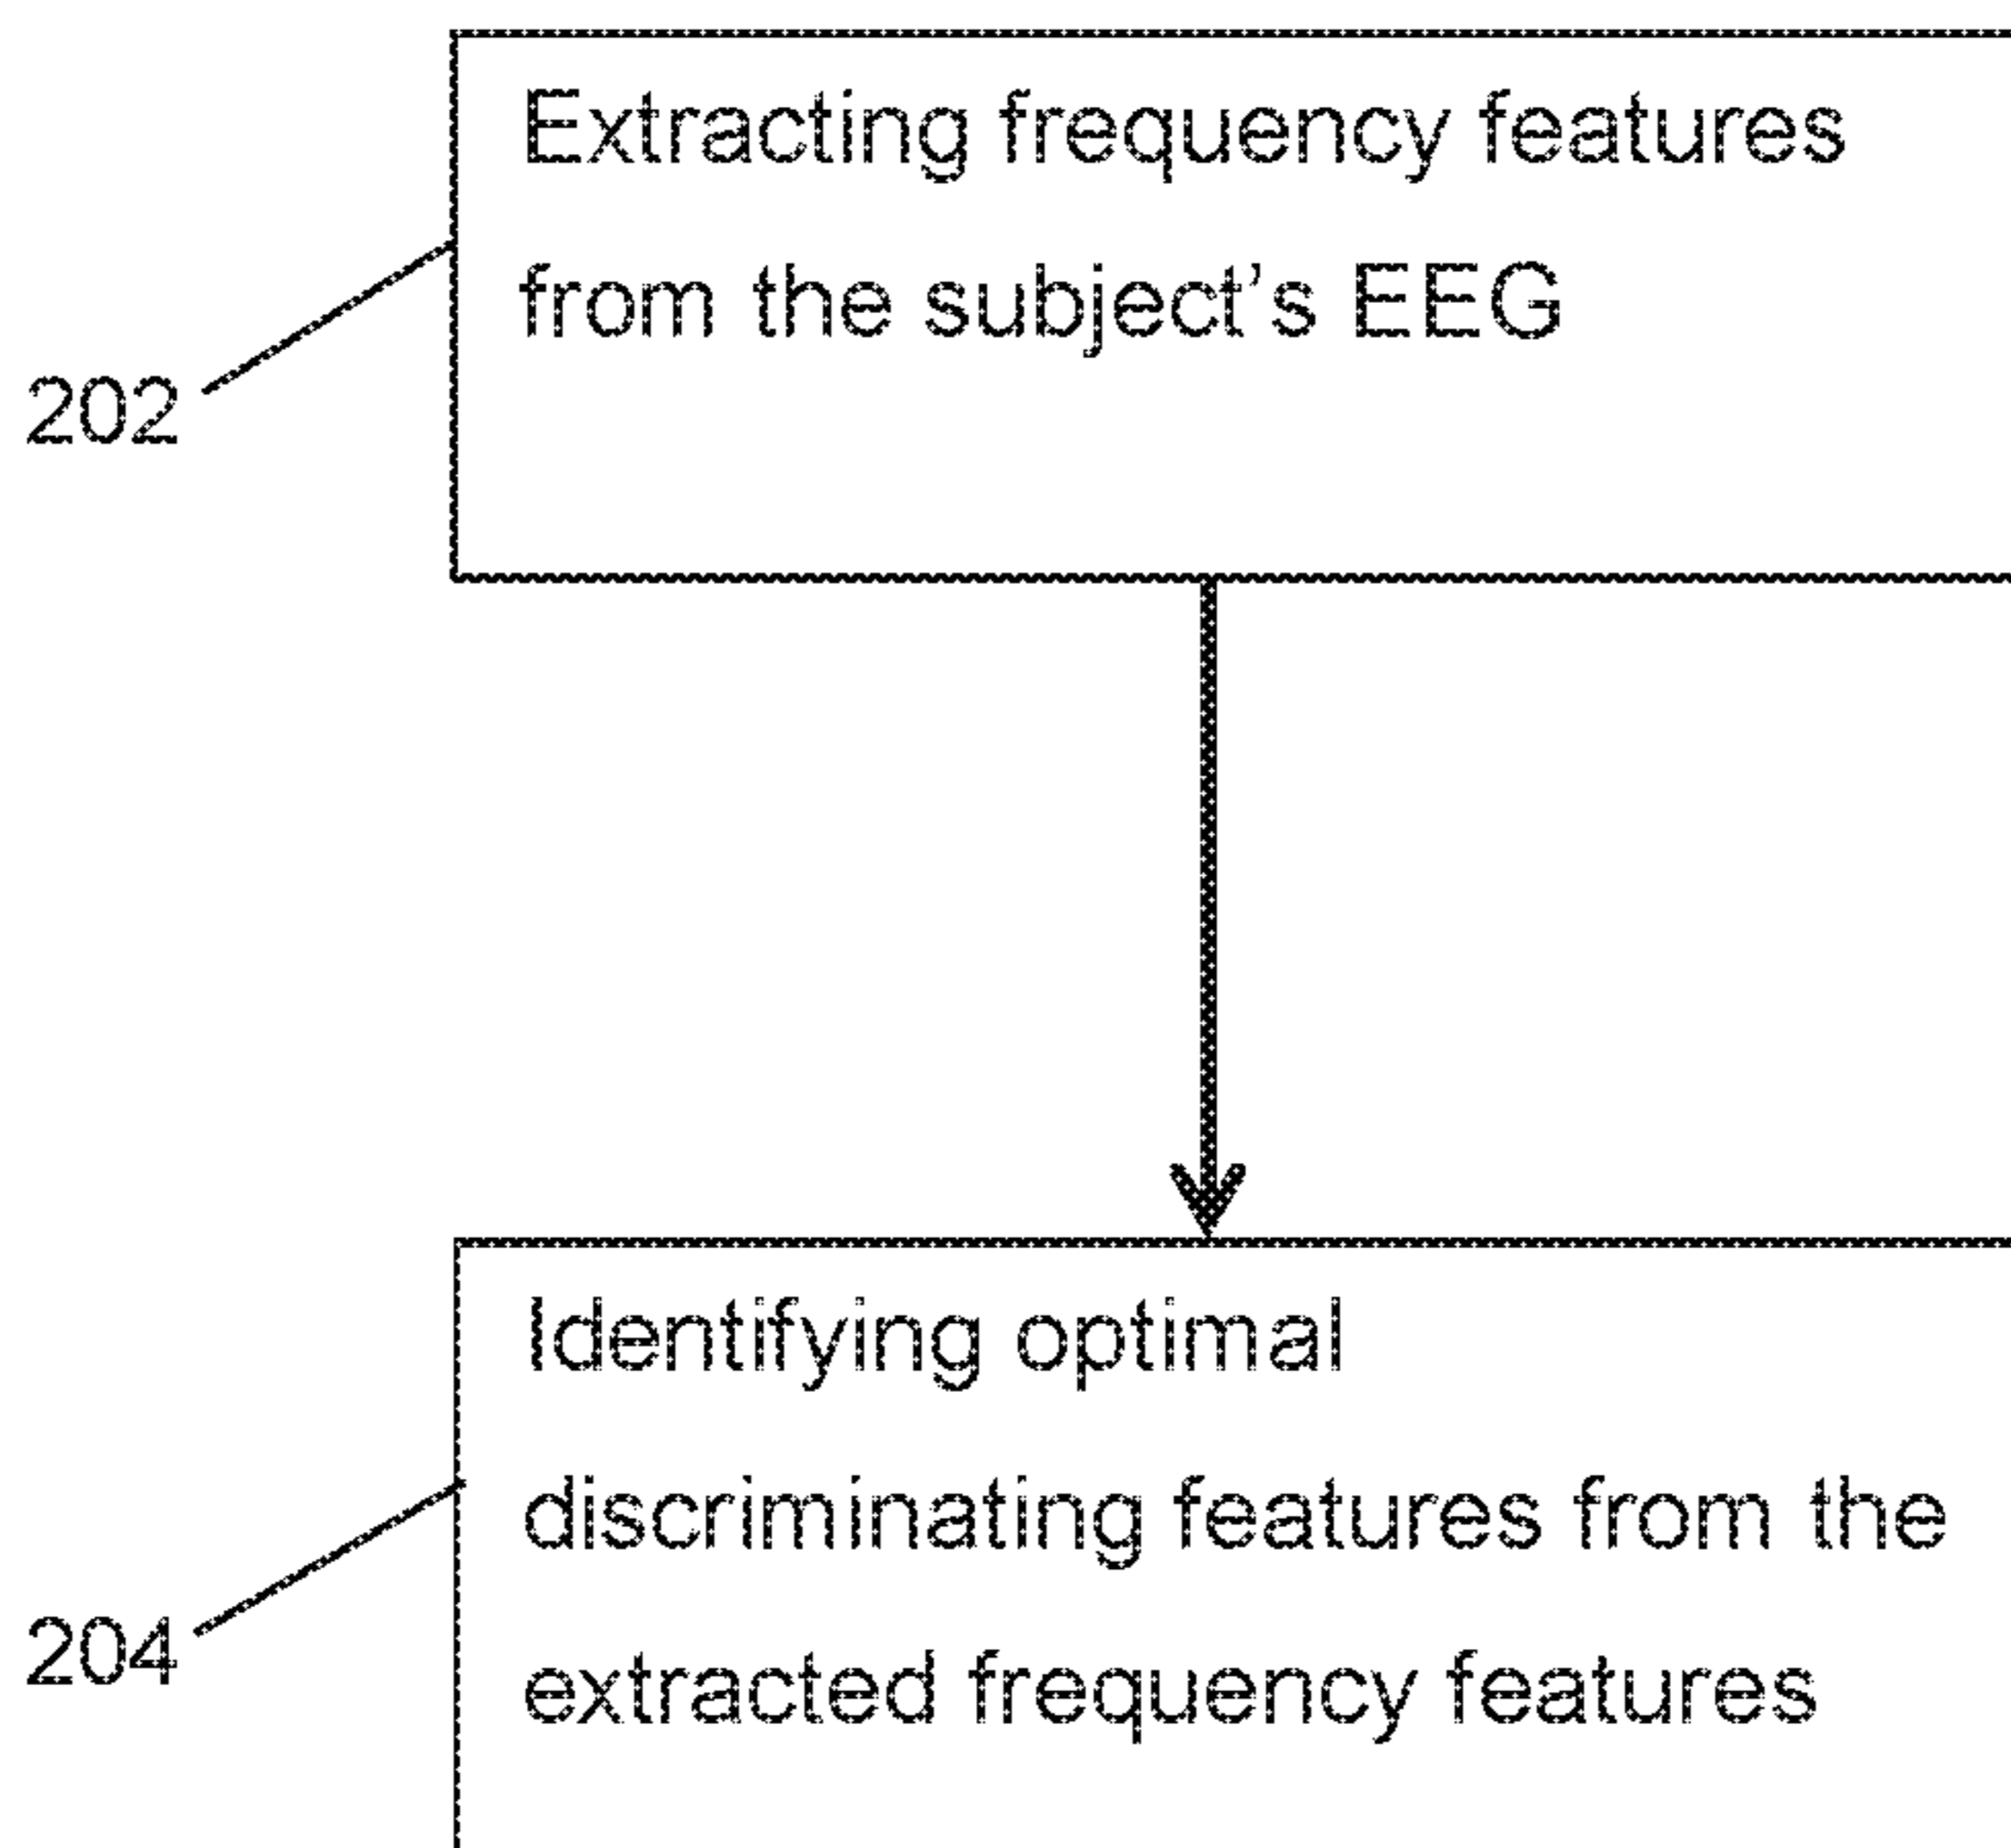 Extracting frequency features
from the subject's EEG
202
Identifying optimal
discriminating features from the
204
extracted frequency features